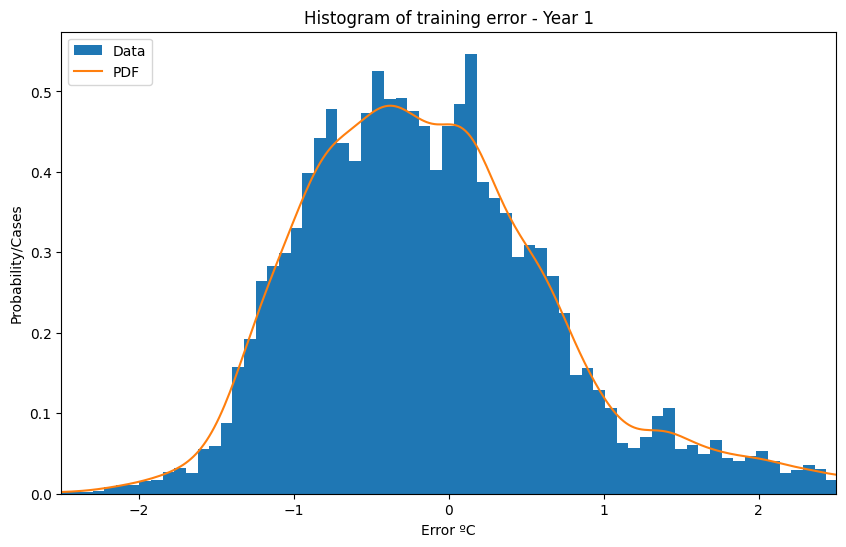 Histogram of training error - Year 1
Data
PDF
Probability/Cases
0.5
0.4
0.3
0.2
0.1
0.0
−2
−1
0
1
2
Error ºC